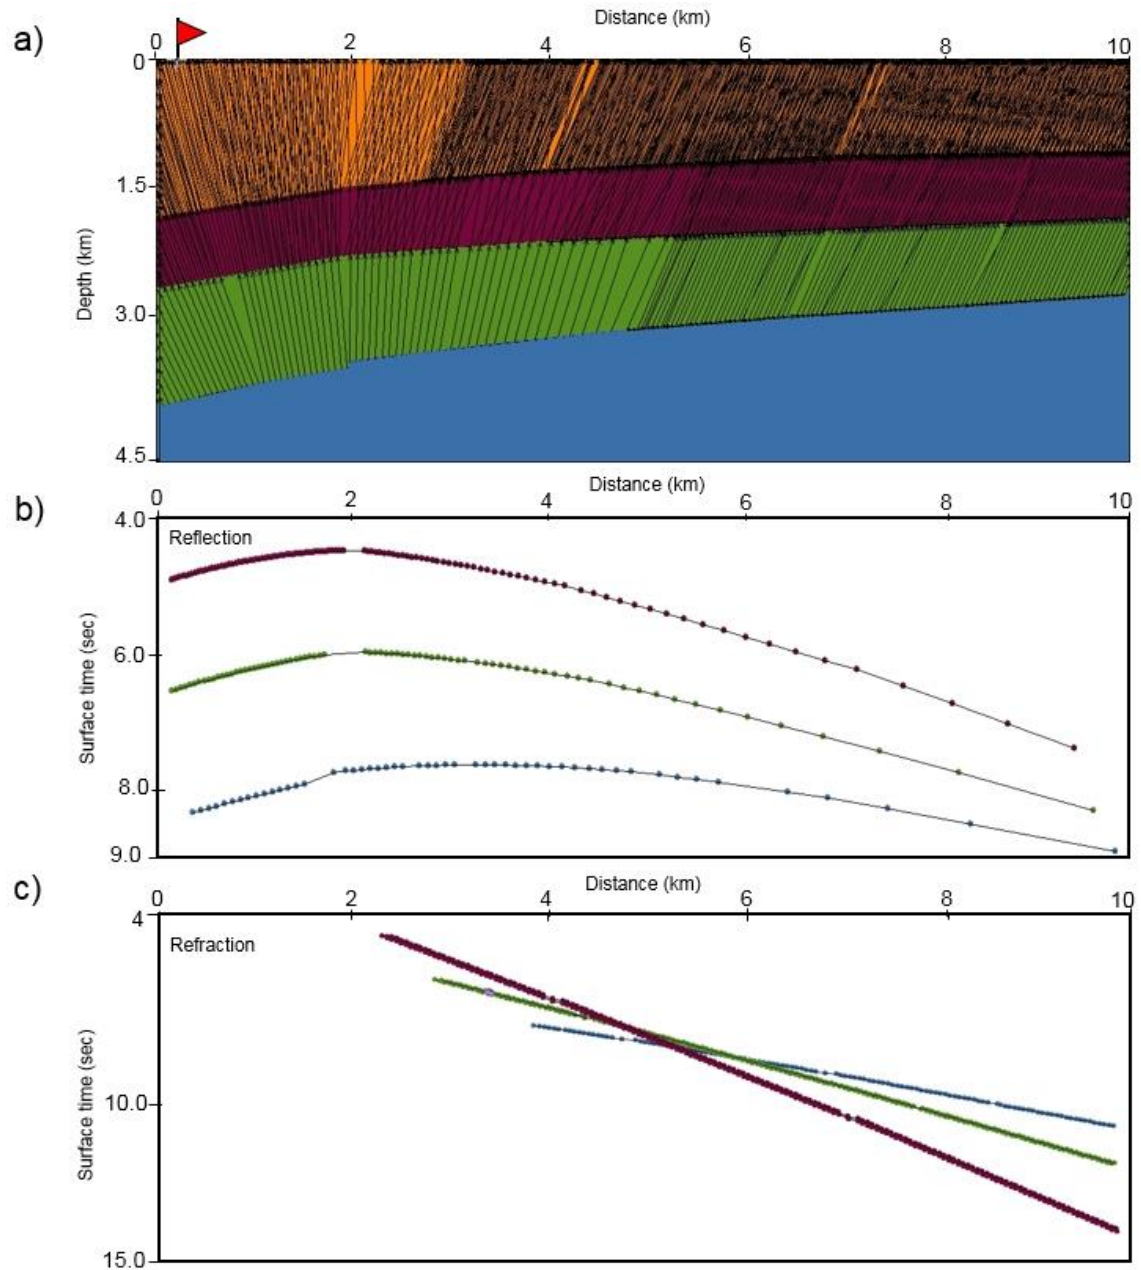 a)
Distance (km)
0 2 4 6 8 10
0
1.5
3.0
4.5
Depth (km)
b)
Distance (km)
0 2 4 6 8 10
4.0
6.0
8.0
9.0
Surface time (sec)
Reflection
c)
Distance (km)
0 2 4 6 8 10
4
10.0
15.0
Surface time (sec)
Refraction